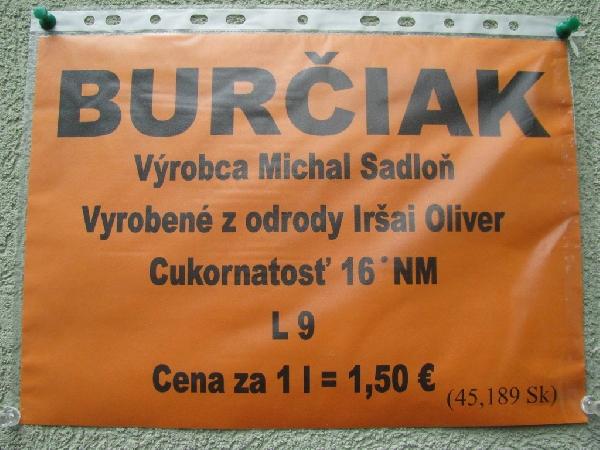 BURČIAK
Výrobca Michal Sadloň
Vyrobené z odrody Iršai Oliver
Cukornatosť 16˚NM
L 9
Cena za 1 l = 1,50 € (45,189 Sk)